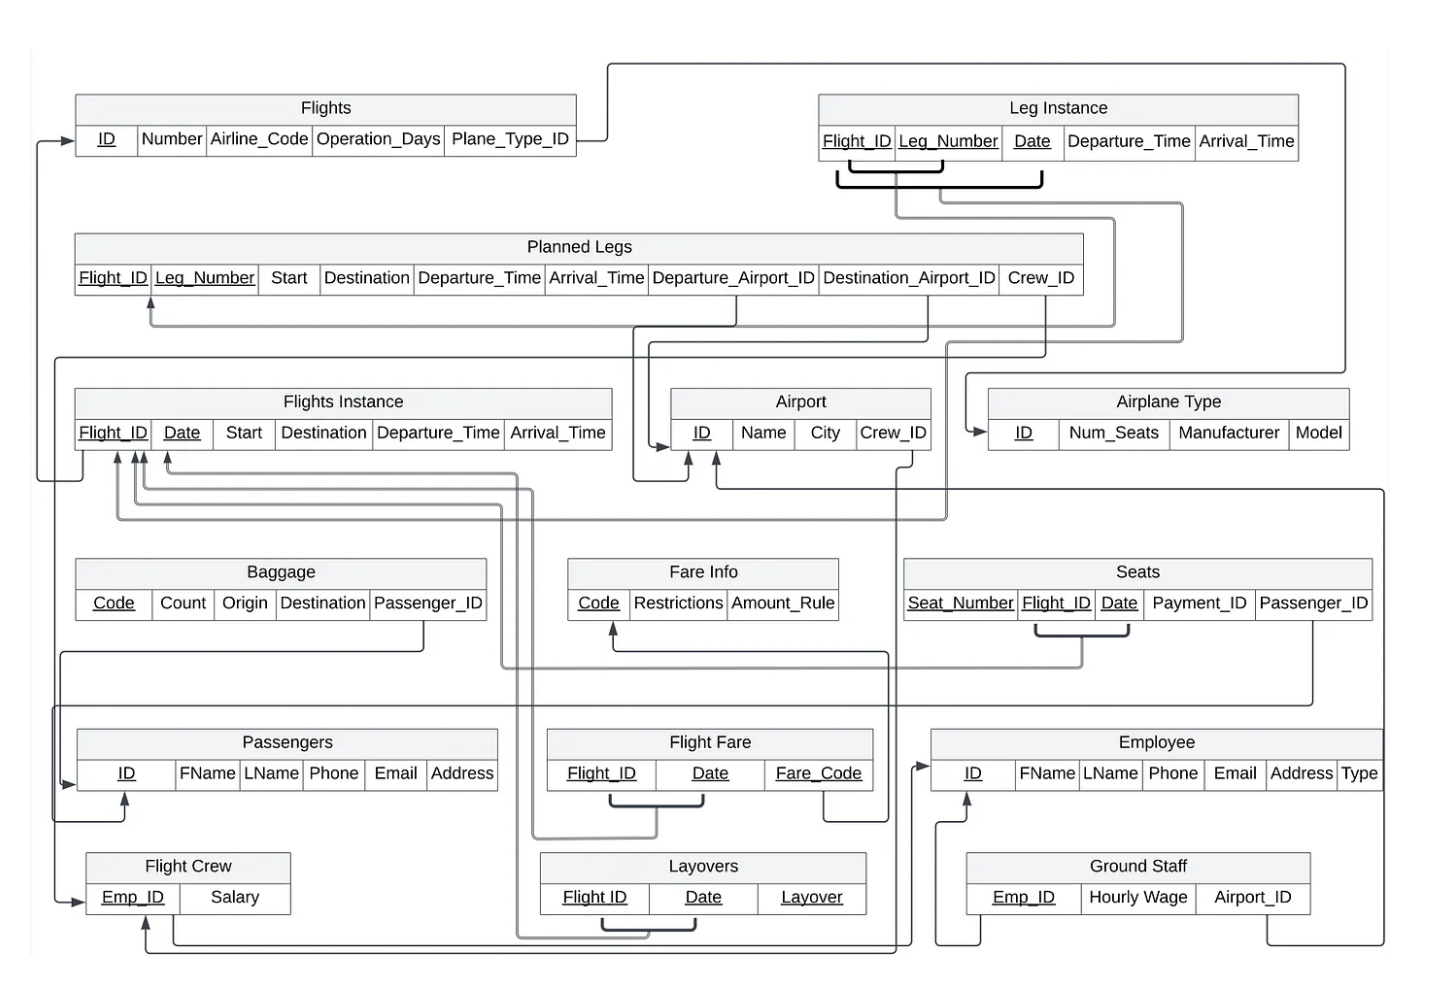 Flights
ID Number Airline_Code Operation_Days Plane_Type_ID
Leg Instance
Flight_ID Leg_Number Date Departure_Time Arrival_Time
Planned Legs
Flight_ID Leg_Number Start Destination Departure_Time Arrival_Time Departure_Airport_ID Destination_Airport_ID Crew_ID
Flights Instance
Flight_ID Date Start Destination Departure_Time Arrival_Time
Airport
ID Name City Crew_ID
Airplane Type
ID Num_Seats Manufacturer Model
Baggage
Code Count Origin Destination Passenger_ID
Fare Info
Code Restrictions Amount_Rule
Seats
Seat_Number Flight_ID Date Payment_ID Passenger_ID
Passengers
ID FName LName Phone Email Address
Flight Fare
Flight_ID Date Fare_Code
Employee
ID FName LName Phone Email Address Type
Flight Crew
Emp_ID Salary
Layovers
Flight ID Date Layover
Ground Staff
Emp_ID Hourly Wage Airport_ID